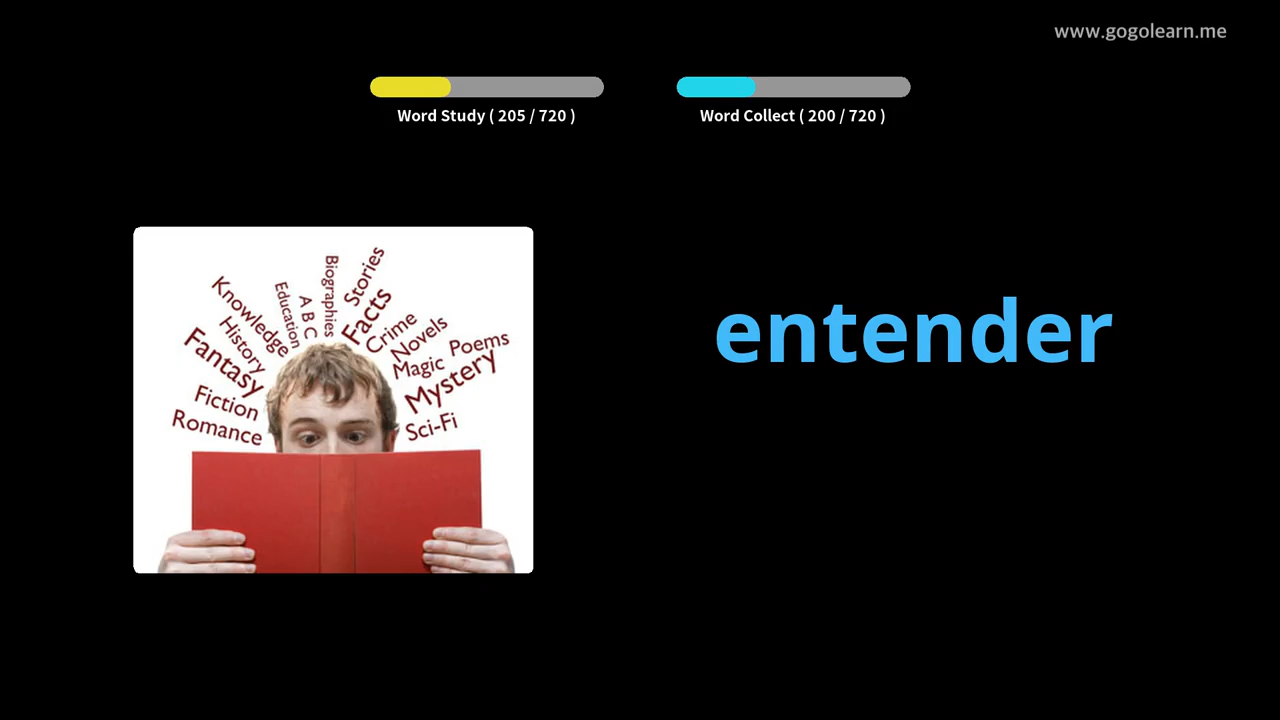 www.gogolearn.me
Word Study ( 205 / 720 )
Word Collect ( 200 / 720 )
Romance
Fiction
Fantasy
History
Knowledge
Education
A B C
Biographies
Stories
Facts
Crime
Novels
Magic
Poems
Mystery
Sci-Fi
entender